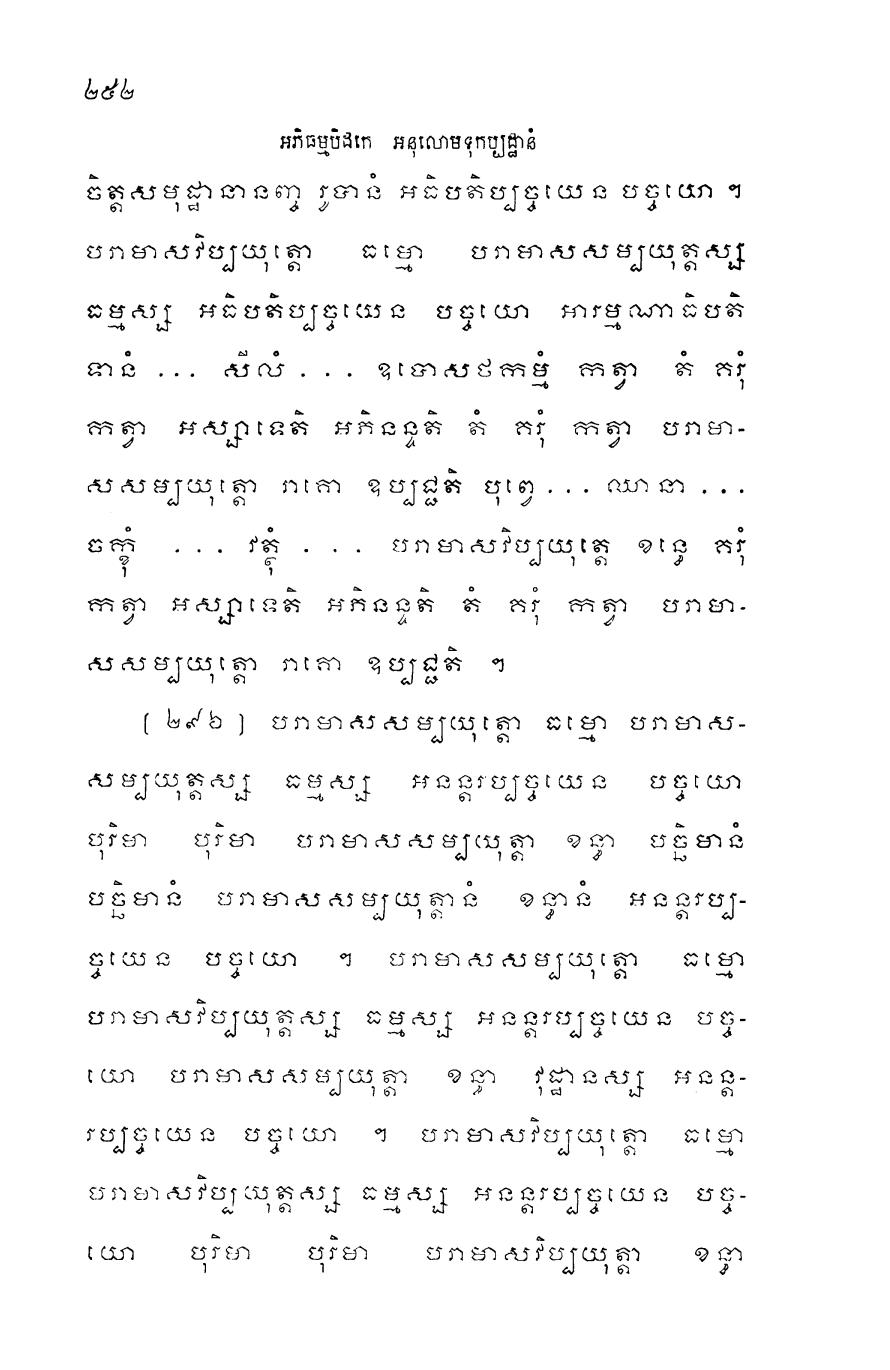 ២៥២
អភិធម្មបិដកេ អនុលោមទុកប្បដ្ឋានំ
ចិត្តសមុដ្ឋានានញ្ច រូបានំ អធិបតិប្បច្ចយេន បច្ចយោ ។
បរាមាសវិប្បយុត្តោ ធម្មោ បរាមាសសម្បយុត្តស្ស
ធម្មស្ស អធិបតិប្បច្ចយេន បច្ចយោ អារម្មណាធិបតិ
ទានំ ... សីលំ ... ឧបោសថកម្មំ កត្វា តំ គរុំ
កត្វា អស្សាទេតិ អភិនន្ទតិ តំ គរុំ កត្វា បរាមា-
សសម្បយុត្តោ រាគោ ឧប្បជ្ជតិ បុព្វេ ... ឈានា ...
ចក្ខុំ ... វត្ថុំ ... បរាមាសវិប្បយុត្តេ ខន្ធេ គរុំ
កត្វា អស្សាទេតិ អភិនន្ទតិ តំ គរុំ កត្វា បរាមា-
សសម្បយុត្តោ រាគោ ឧប្បជ្ជតិ ។
[ ២៩៦ ] បរាមាសសម្បយុត្តោ ធម្មោ បរាមាស-
សម្បយុត្តស្ស ធម្មស្ស អនន្តរប្បច្ចយេន បច្ចយោ
បុរិមា បុរិមា បរាមាសសម្បយុត្តា ខន្ធា បច្ឆិមានំ
បច្ឆិមានំ បរាមាសសម្បយុត្តានំ ខន្ធានំ អនន្តរប្ប-
ច្ចយេន បច្ចយោ ។ បរាមាសសម្បយុត្តោ ធម្មោ
បរាមាសវិប្បយុត្តស្ស ធម្មស្ស អនន្តរប្បច្ចយេន បច្ច-
យោ បរាមាសសម្បយុត្តា ខន្ធា វុដ្ឋានស្ស អនន្ត-
រប្បច្ចយេន បច្ចយោ ។ បរាមាសវិប្បយុត្តោ ធម្មោ
បរាមាសវិប្បយុត្តស្ស ធម្មស្ស អនន្តរប្បច្ចយេន បច្ច-
យោ បុរិមា បុរិមា បរាមាសវិប្បយុត្តា ខន្ធា